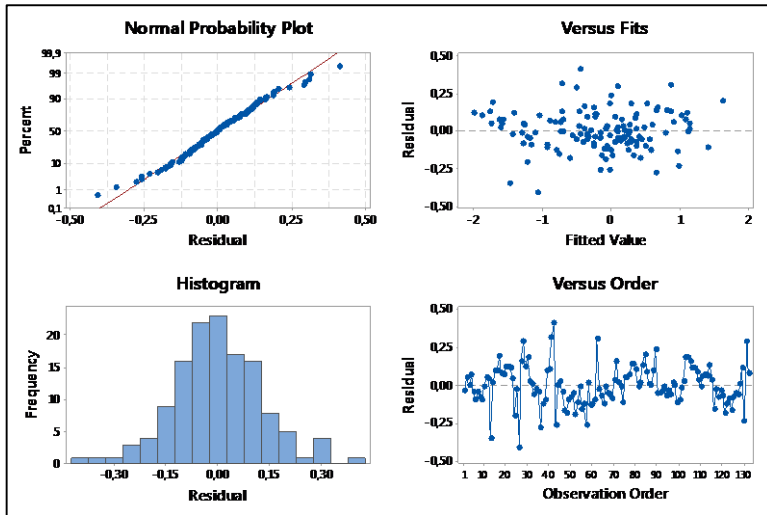 Normal Probability Plot
99,9
99
90
50
10
1
0,1
Percent
-0,50 -0,25 0,00 0,25 0,50
Residual
Versus Fits
0,50
0,25
0,00
-0,25
-0,50
Residual
-2 -1 0 1 2
Fitted Value
Histogram
20
15
10
5
0
Frequency
-0,30 -0,15 0,00 0,15 0,30
Residual
Versus Order
0,50
0,25
0,00
-0,25
-0,50
Residual
1 10 20 30 40 50 60 70 80 90 100 110 120 130
Observation Order